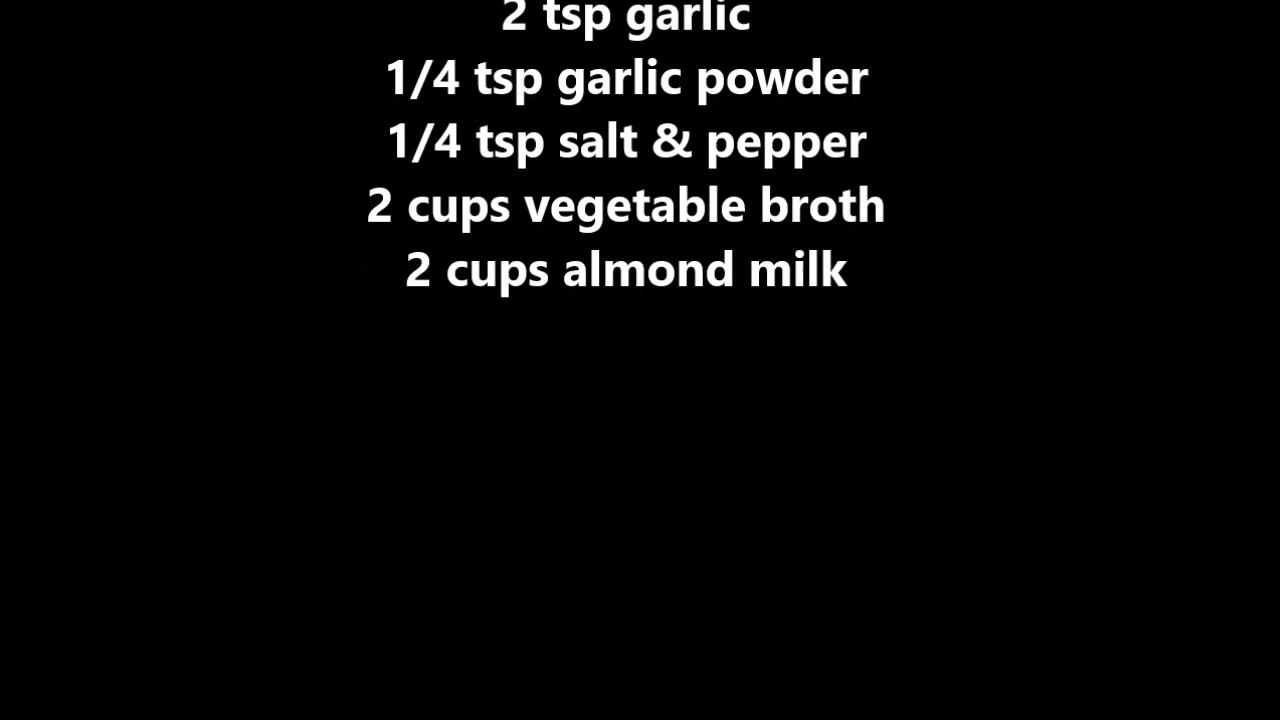 2 tsp garlic
1/4 tsp garlic powder
1/4 tsp salt & pepper
2 cups vegetable broth
2 cups almond milk